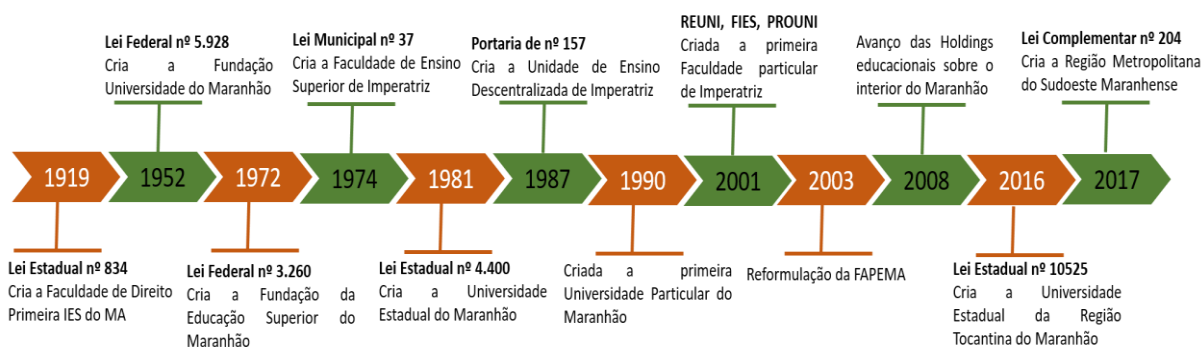 Lei Federal nº 5.928
Cria a Fundação
Universidade do Maranhão
Lei Municipal nº 37
Cria a Faculdade de Ensino
Superior de Imperatriz
Portaria de nº 157
Cria a Unidade de Ensino
Descentralizada de Imperatriz
REUNI, FIES, PROUNI
Criada a primeira
Faculdade particular
de Imperatriz
Avanço das Holdings
educacionais sobre o
interior do Maranhão
Lei Complementar nº 204
Cria a Região Metropolitana
do Sudoeste Maranhense
1919
1952
1972
1974
1981
1987
1990
2001
2003
2008
2016
2017
Lei Estadual nº 834
Cria a Faculdade de Direito
Primeira IES do MA
Lei Federal nº 3.260
Cria a Fundação da
Educação Superior do
Maranhão
Lei Estadual nº 4.400
Cria a Universidade
Estadual do Maranhão
Criada a primeira
Universidade Particular do
Maranhão
Reformulação da FAPEMA
Lei Estadual nº 10525
Cria a Universidade
Estadual da Região
Tocantina do Maranhão